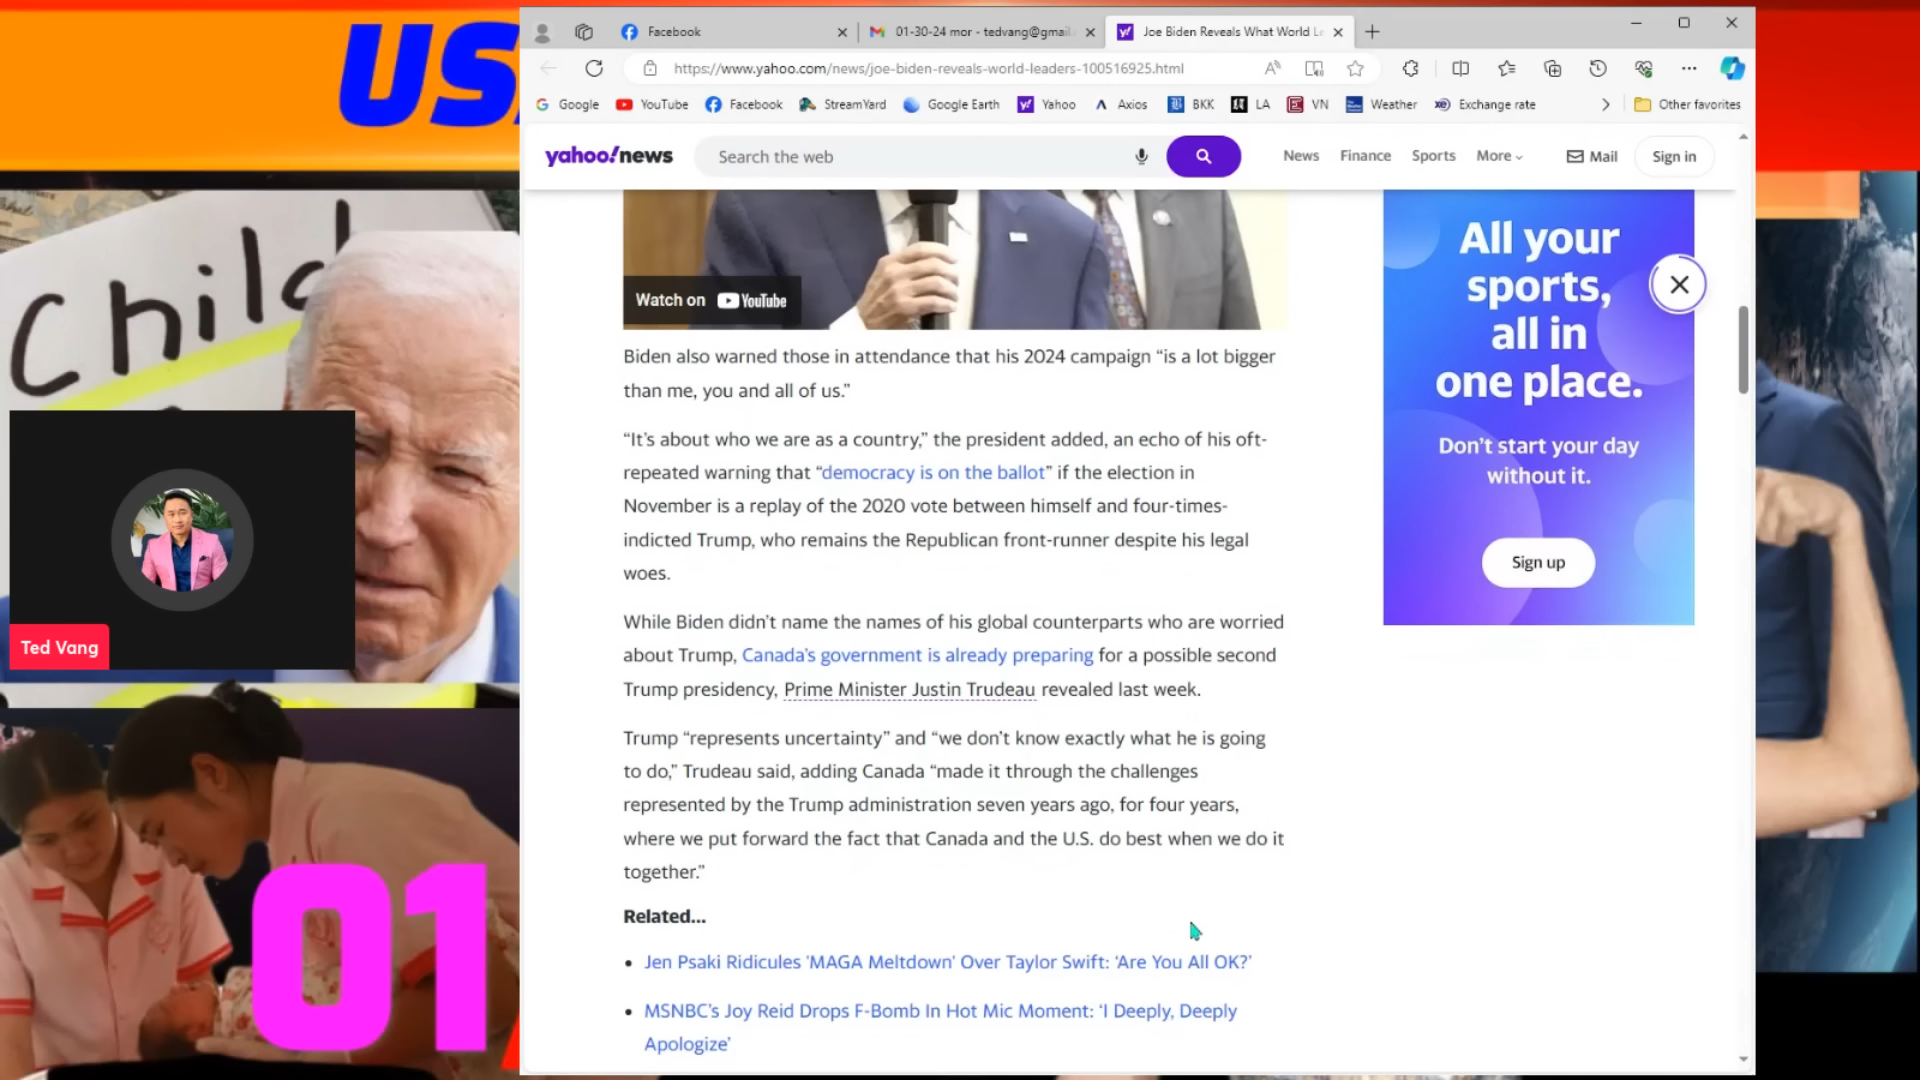 US
Child
Ted Vang
01
Facebook
01-30-24 mor - tedvang@gmail.
Joe Biden Reveals What World Le
https://www.yahoo.com/news/joe-biden-reveals-world-leaders-100516925.html
Google YouTube Facebook StreamYard Google Earth Yahoo Axios BKK LA VN Weather Exchange rate Other favorites
yahoo!news
Search the web
News Finance Sports More Mail Sign in
Watch on YouTube
Biden also warned those in attendance that his 2024 campaign “is a lot bigger
than me, you and all of us.”
“It’s about who we are as a country,” the president added, an echo of his oft-
repeated warning that “democracy is on the ballot” if the election in
November is a replay of the 2020 vote between himself and four-times-
indicted Trump, who remains the Republican front-runner despite his legal
woes.
While Biden didn’t name the names of his global counterparts who are worried
about Trump, Canada’s government is already preparing for a possible second
Trump presidency, Prime Minister Justin Trudeau revealed last week.
Trump “represents uncertainty” and “we don’t know exactly what he is going
to do,” Trudeau said, adding Canada “made it through the challenges
represented by the Trump administration seven years ago, for four years,
where we put forward the fact that Canada and the U.S. do best when we do it
together.”
Related...
Jen Psaki Ridicules 'MAGA Meltdown' Over Taylor Swift: ‘Are You All OK?’
MSNBC’s Joy Reid Drops F-Bomb In Hot Mic Moment: ‘I Deeply, Deeply
Apologize’
All your
sports,
all in
one place.
Don’t start your day
without it.
Sign up